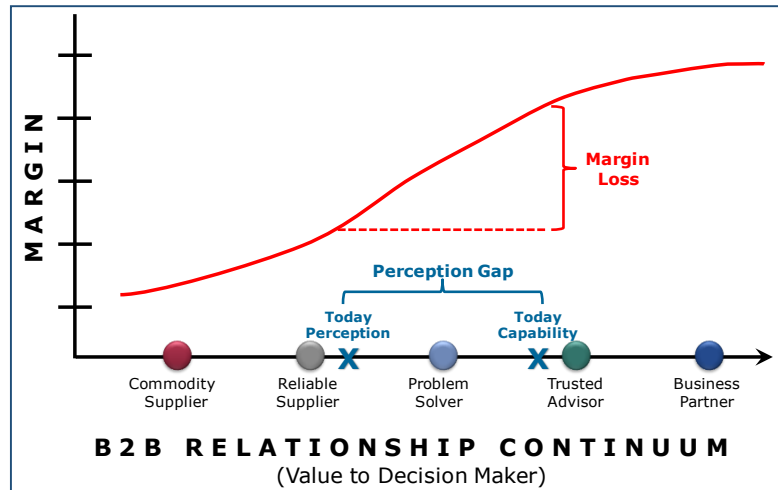 MARGIN
Margin
Loss
Perception Gap
Today
Perception
Today
Capability
X
X
Commodity
Supplier
Reliable
Supplier
Problem
Solver
Trusted
Advisor
Business
Partner
B2B RELATIONSHIP CONTINUUM
(Value to Decision Maker)